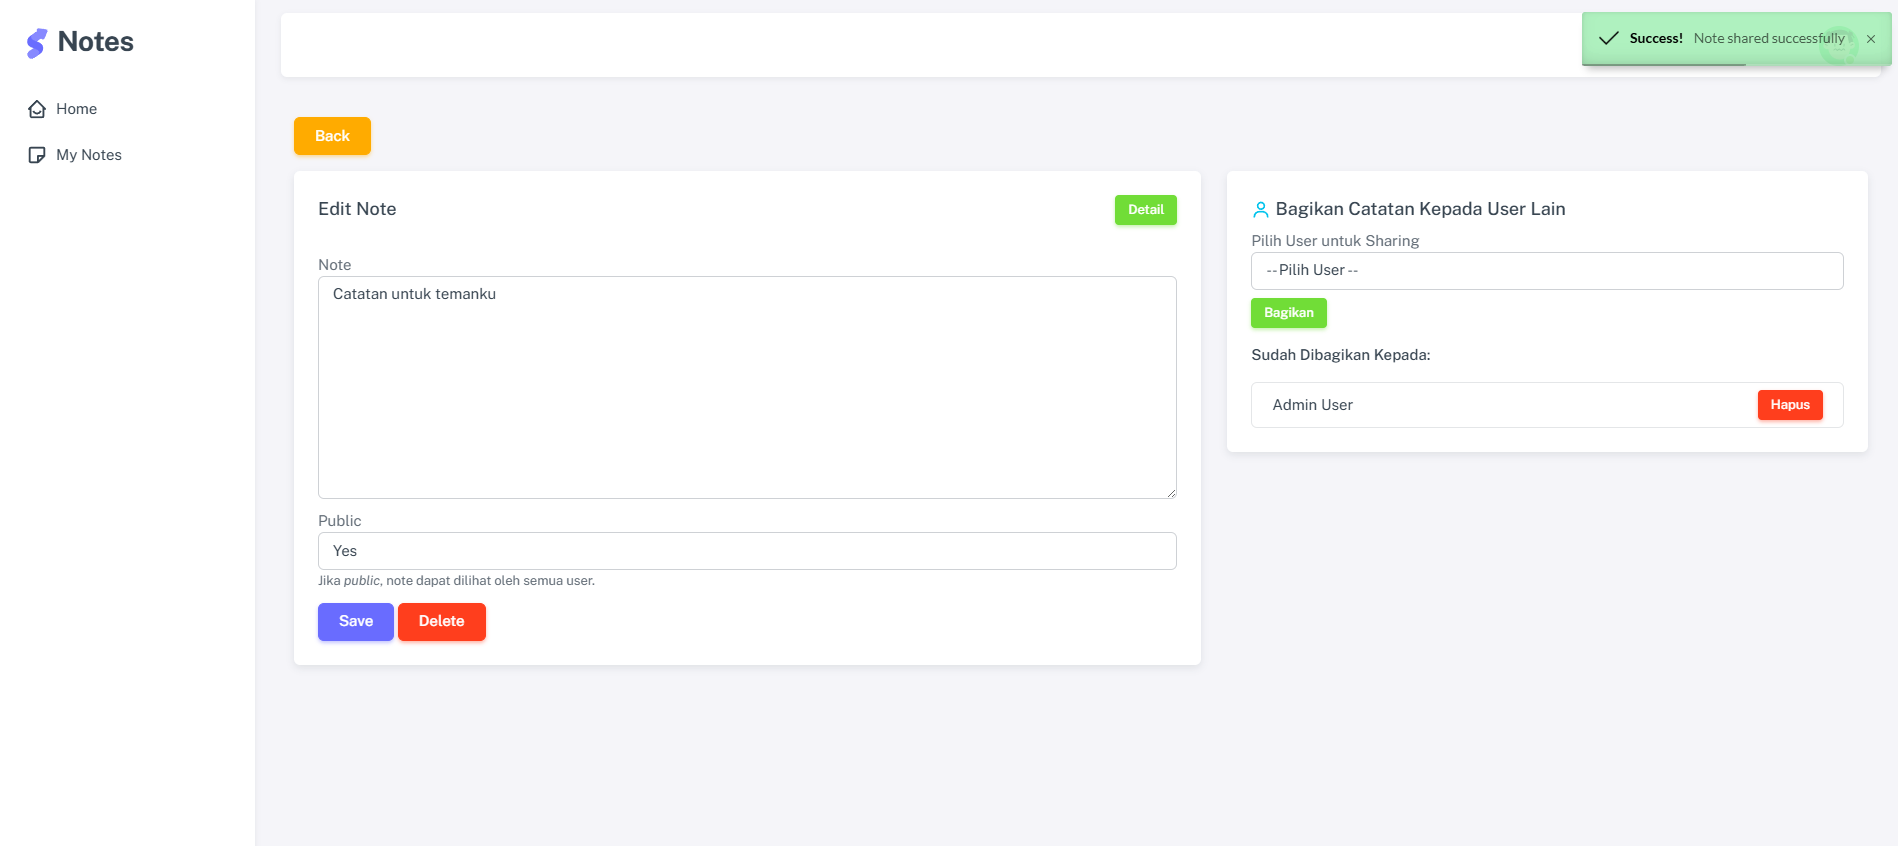 Notes
Home
My Notes
Success! Note shared successfully ×
Back
Edit Note
Detail
Note
Catatan untuk temanku
Public
Yes
Jika public, note dapat dilihat oleh semua user.
Save
Delete
Bagikan Catatan Kepada User Lain
Pilih User untuk Sharing
-- Pilih User --
Bagikan
Sudah Dibagikan Kepada:
Admin User
Hapus